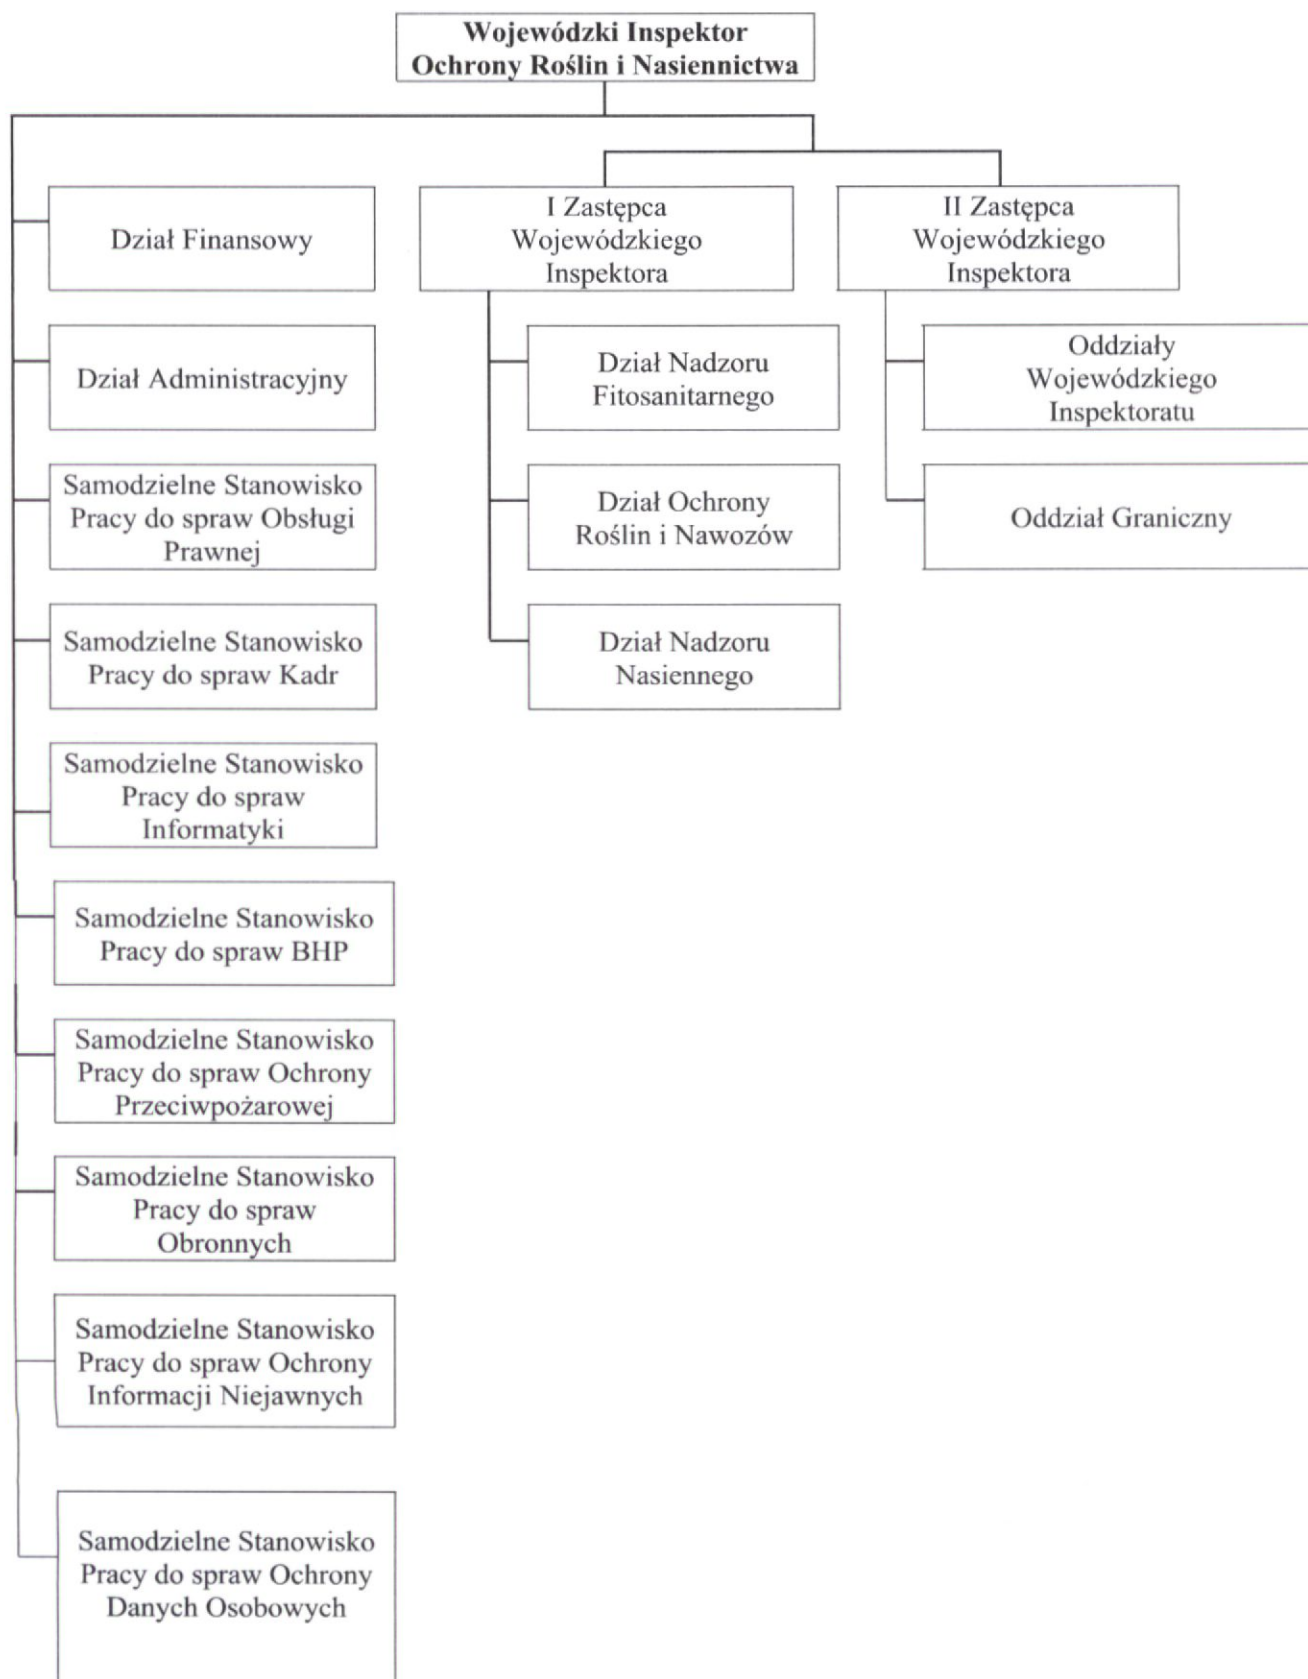 Wojewódzki Inspektor
Ochrony Roślin i Nasiennictwa
Dział Finansowy
Dział Administracyjny
Samodzielne Stanowisko
Pracy do spraw Obsługi
Prawnej
Samodzielne Stanowisko
Pracy do spraw Kadr
Samodzielne Stanowisko
Pracy do spraw
Informatyki
Samodzielne Stanowisko
Pracy do spraw BHP
Samodzielne Stanowisko
Pracy do spraw Ochrony
Przeciwpożarowej
Samodzielne Stanowisko
Pracy do spraw
Obronnych
Samodzielne Stanowisko
Pracy do spraw Ochrony
Informacji Niejawnych
Samodzielne Stanowisko
Pracy do spraw Ochrony
Danych Osobowych
I Zastępca
Wojewódzkiego
Inspektora
Dział Nadzoru
Fitosanitarnego
Dział Ochrony
Roślin i Nawozów
Dział Nadzoru
Nasiennego
II Zastępca
Wojewódzkiego
Inspektora
Oddziały
Wojewódzkiego
Inspektoratu
Oddział Graniczny